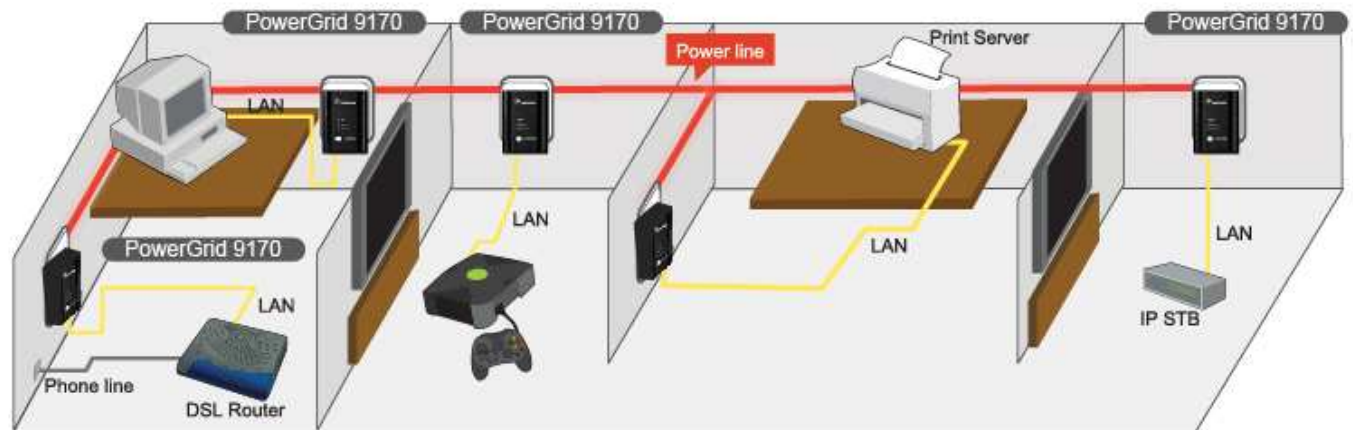 PowerGrid 9170
PowerGrid 9170
PowerGrid 9170
Power line
Print Server
LAN
LAN
LAN
LAN
PowerGrid 9170
LAN
IP STB
Phone line
DSL Router